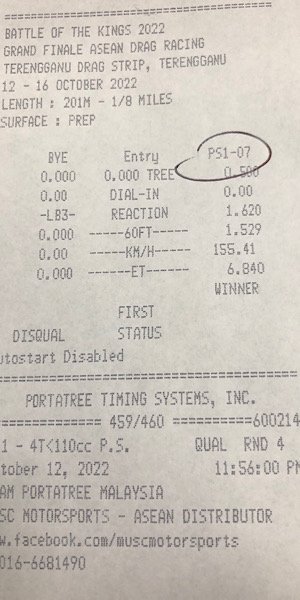 ============================
BATTLE OF THE KINGS 2022
GRAND FINALE ASEAN DRAG RACING
TERENGGANU DRAG STRIP, TERENGGANU
12 - 16 OCTOBER 2022
LENGTH : 201M - 1/8 MILES
SURFACE : PREP
BYE Entry PS1-07
0.000 0.000 TREE 0.500
0.00 DIAL-IN 0.00
-LB3- REACTION 1.620
0.000 -----60FT----- 1.529
0.00 -----KM/H----- 155.41
0.000 ------ET------ 6.840
WINNER
FIRST
DISQUAL STATUS
utostart Disabled
============================
PORTATREE TIMING SYSTEMS, INC.
============ 459/460 ==========600214
1 - 4T<110cc P.S. QUAL RND 4
tober 12, 2022 11:56:00 PM
AM PORTATREE MALAYSIA
SC MOTORSPORTS - ASEAN DISTRIBUTOR
w.facebook.com/muscmotorsports
016-6681490